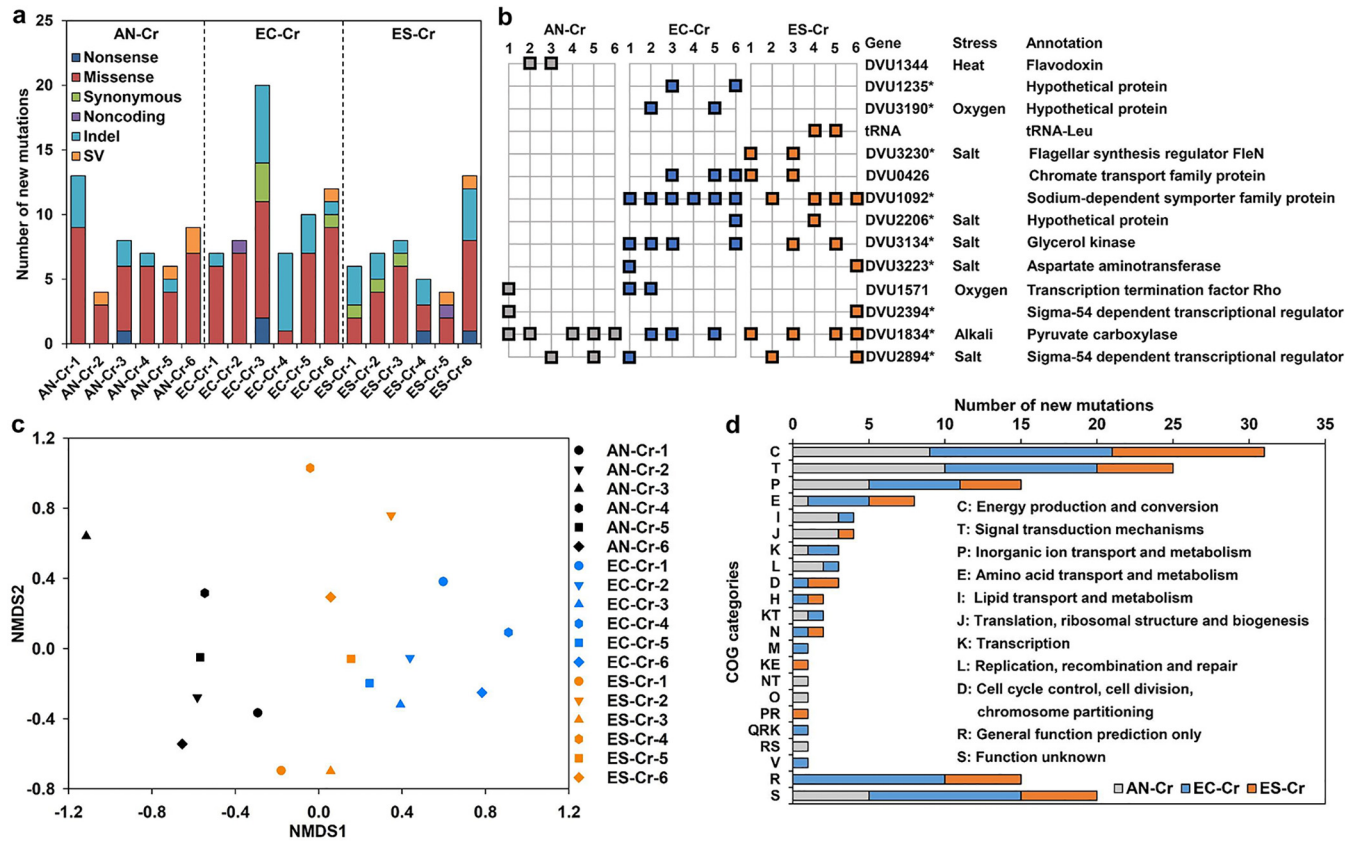 a
25
20
15
10
5
0
Number of new mutations
AN-Cr
EC-Cr
ES-Cr
Nonsense
Missense
Synonymous
Noncoding
Indel
SV
AN-Cr-1
AN-Cr-2
AN-Cr-3
AN-Cr-4
AN-Cr-5
AN-Cr-6
EC-Cr-1
EC-Cr-2
EC-Cr-3
EC-Cr-4
EC-Cr-5
EC-Cr-6
ES-Cr-1
ES-Cr-2
ES-Cr-3
ES-Cr-4
ES-Cr-5
ES-Cr-6
b
AN-Cr EC-Cr ES-Cr
1 2 3 4 5 6 1 2 3 4 5 6 1 2 3 4 5 6 Gene Stress Annotation
DVU1344 Heat Flavodoxin
DVU1235* Hypothetical protein
DVU3190* Oxygen Hypothetical protein
tRNA tRNA-Leu
DVU3230* Salt Flagellar synthesis regulator FleN
DVU0426 Chromate transport family protein
DVU1092* Sodium-dependent symporter family protein
DVU2206* Salt Hypothetical protein
DVU3134* Salt Glycerol kinase
DVU3223* Salt Aspartate aminotransferase
DVU1571 Oxygen Transcription termination factor Rho
DVU2394* Sigma-54 dependent transcriptional regulator
DVU1834* Alkali Pyruvate carboxylase
DVU2894* Salt Sigma-54 dependent transcriptional regulator
c
1.2
0.8
0.4
0.0
-0.4
-0.8
NMDS2
-1.2 -0.8 -0.4 0.0 0.4 0.8 1.2
NMDS1
AN-Cr-1
AN-Cr-2
AN-Cr-3
AN-Cr-4
AN-Cr-5
AN-Cr-6
EC-Cr-1
EC-Cr-2
EC-Cr-3
EC-Cr-4
EC-Cr-5
EC-Cr-6
ES-Cr-1
ES-Cr-2
ES-Cr-3
ES-Cr-4
ES-Cr-5
ES-Cr-6
d
Number of new mutations
0 5 10 15 20 25 30 35
COG categories
C
T
P
E
I
J
K
L
D
H
KT
N
M
KE
NT
O
PR
QRK
RS
V
R
S
C: Energy production and conversion
T: Signal transduction mechanisms
P: Inorganic ion transport and metabolism
E: Amino acid transport and metabolism
I: Lipid transport and metabolism
J: Translation, ribosomal structure and biogenesis
K: Transcription
L: Replication, recombination and repair
D: Cell cycle control, cell division,
chromosome partitioning
R: General function prediction only
S: Function unknown
AN-Cr EC-Cr ES-Cr